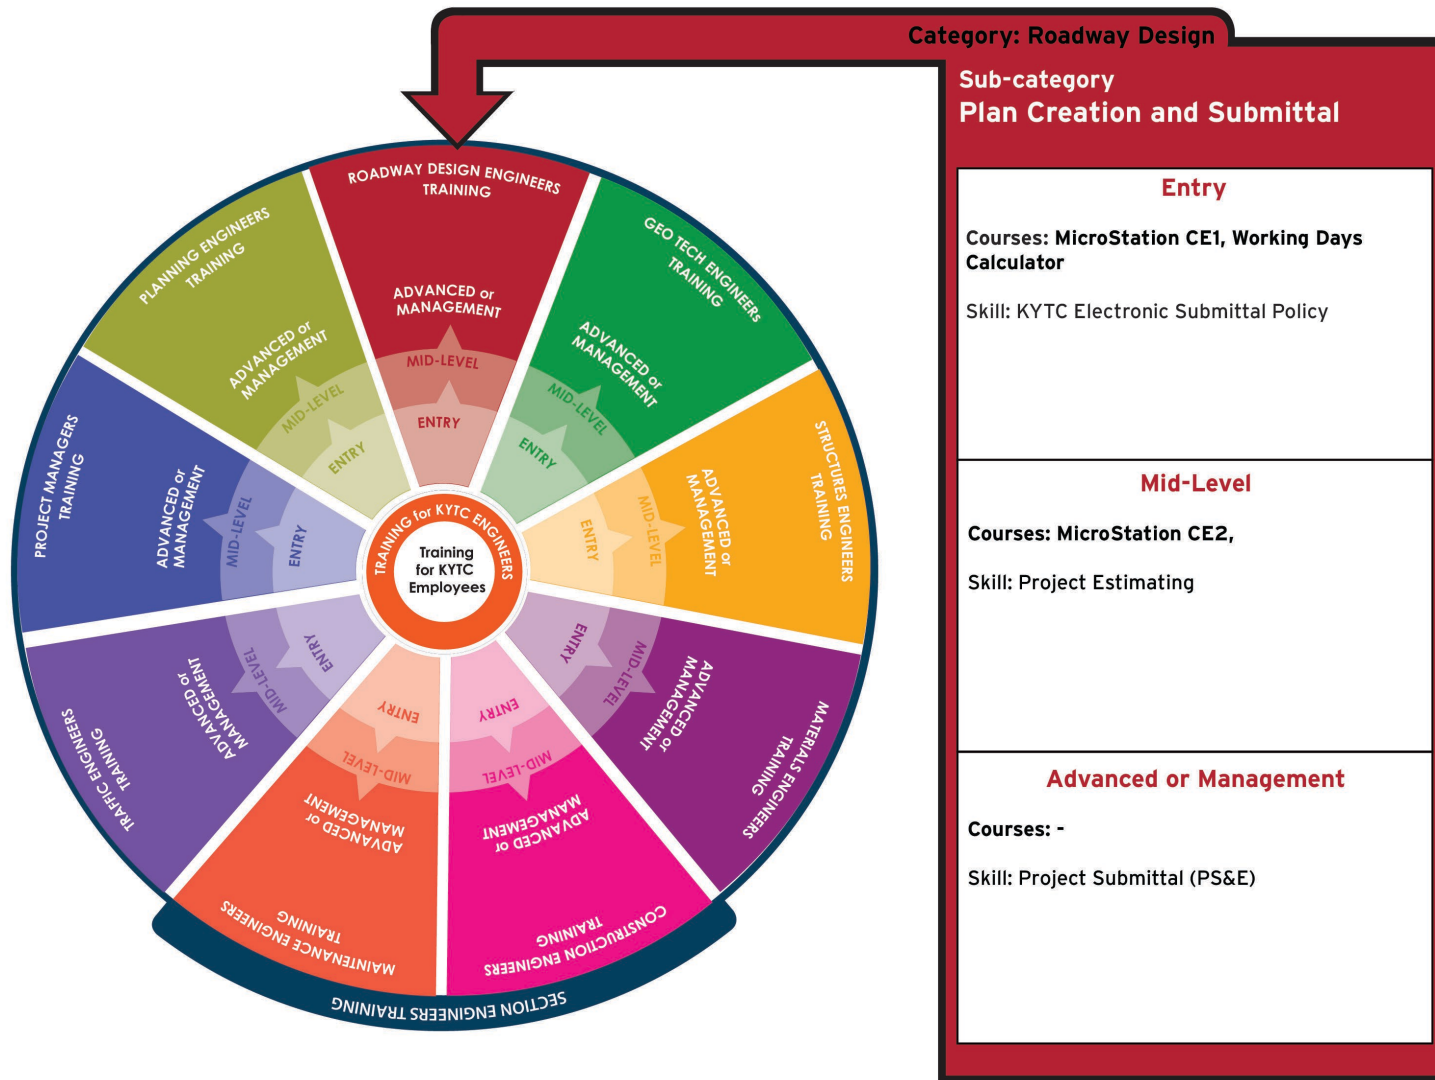 Category: Roadway Design
Sub-category
Plan Creation and Submittal
Entry
Courses: MicroStation CE1, Working Days
Calculator
Skill: KYTC Electronic Submittal Policy
Mid-Level
Courses: MicroStation CE2,
Skill: Project Estimating
Advanced or Management
Courses: -
Skill: Project Submittal (PS&E)
ROADWAY DESIGN ENGINEERS
TRAINING
ADVANCED or
MANAGEMENT
MID-LEVEL
ENTRY
GEO TECH ENGINEERs
TRAINING
ADVANCED or
MANAGEMENT
MID-LEVEL
ENTRY
STRUCTURES ENGINEERS
TRAINING
ADVANCED or
MANAGEMENT
MID-LEVEL
ENTRY
MATERIALS ENGINEERS
TRAINING
ADVANCED or
MANAGEMENT
MID-LEVEL
ENTRY
CONSTRUCTION ENGINEERS
TRAINING
ADVANCED or
MANAGEMENT
MID-LEVEL
ENTRY
MAINTENANCE ENGINEERS
TRAINING
ADVANCED or
MANAGEMENT
MID-LEVEL
ENTRY
SECTION ENGINEERS TRAINING
TRAFFIC ENGINEERS
TRAINING
ADVANCED or
MANAGEMENT
MID-LEVEL
ENTRY
PROJECT MANAGERS
TRAINING
ADVANCED or
MANAGEMENT
MID-LEVEL
ENTRY
PLANNING ENGINEERS
TRAINING
ADVANCED or
MANAGEMENT
MID-LEVEL
ENTRY
TRAINING for KYTC ENGINEERS
Training
for KYTC
Employees